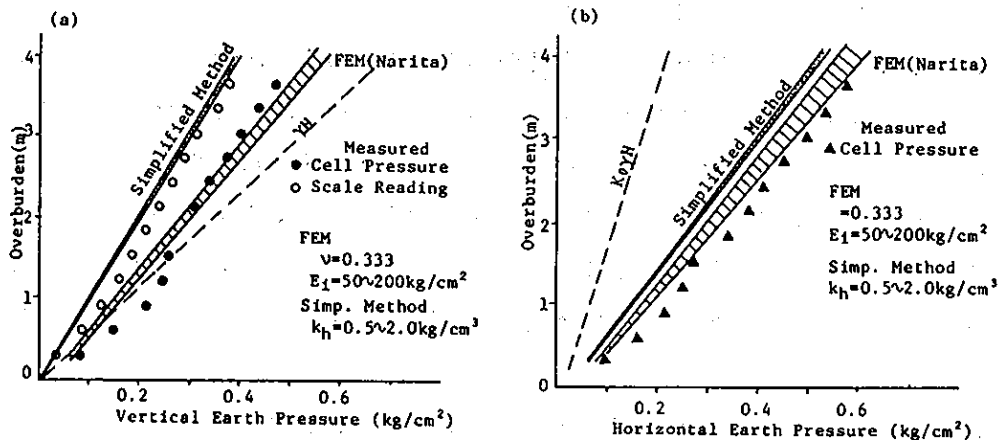 (a)
4
3
2
1
0
Overburden(m)
Simplified Method
FEM(Narita)
γH
Measured
● Cell Pressure
○ Scale Reading
FEM
ν=0.333
Ei=50~200kg/cm²
Simp. Method
kh=0.5~2.0kg/cm³
0.2
0.4
0.6
Vertical Earth Pressure (kg/cm²)
(b)
4
3
2
1
0
Overburden(m)
KoγH
Simplified Method
FEM(Narita)
Measured
▲ Cell Pressure
FEM
=0.333
Ei=50~200kg/cm²
Simp. Method
kh=0.5~2.0kg/cm³
0.2
0.4
0.6
Horizontal Earth Pressure (kg/cm²)